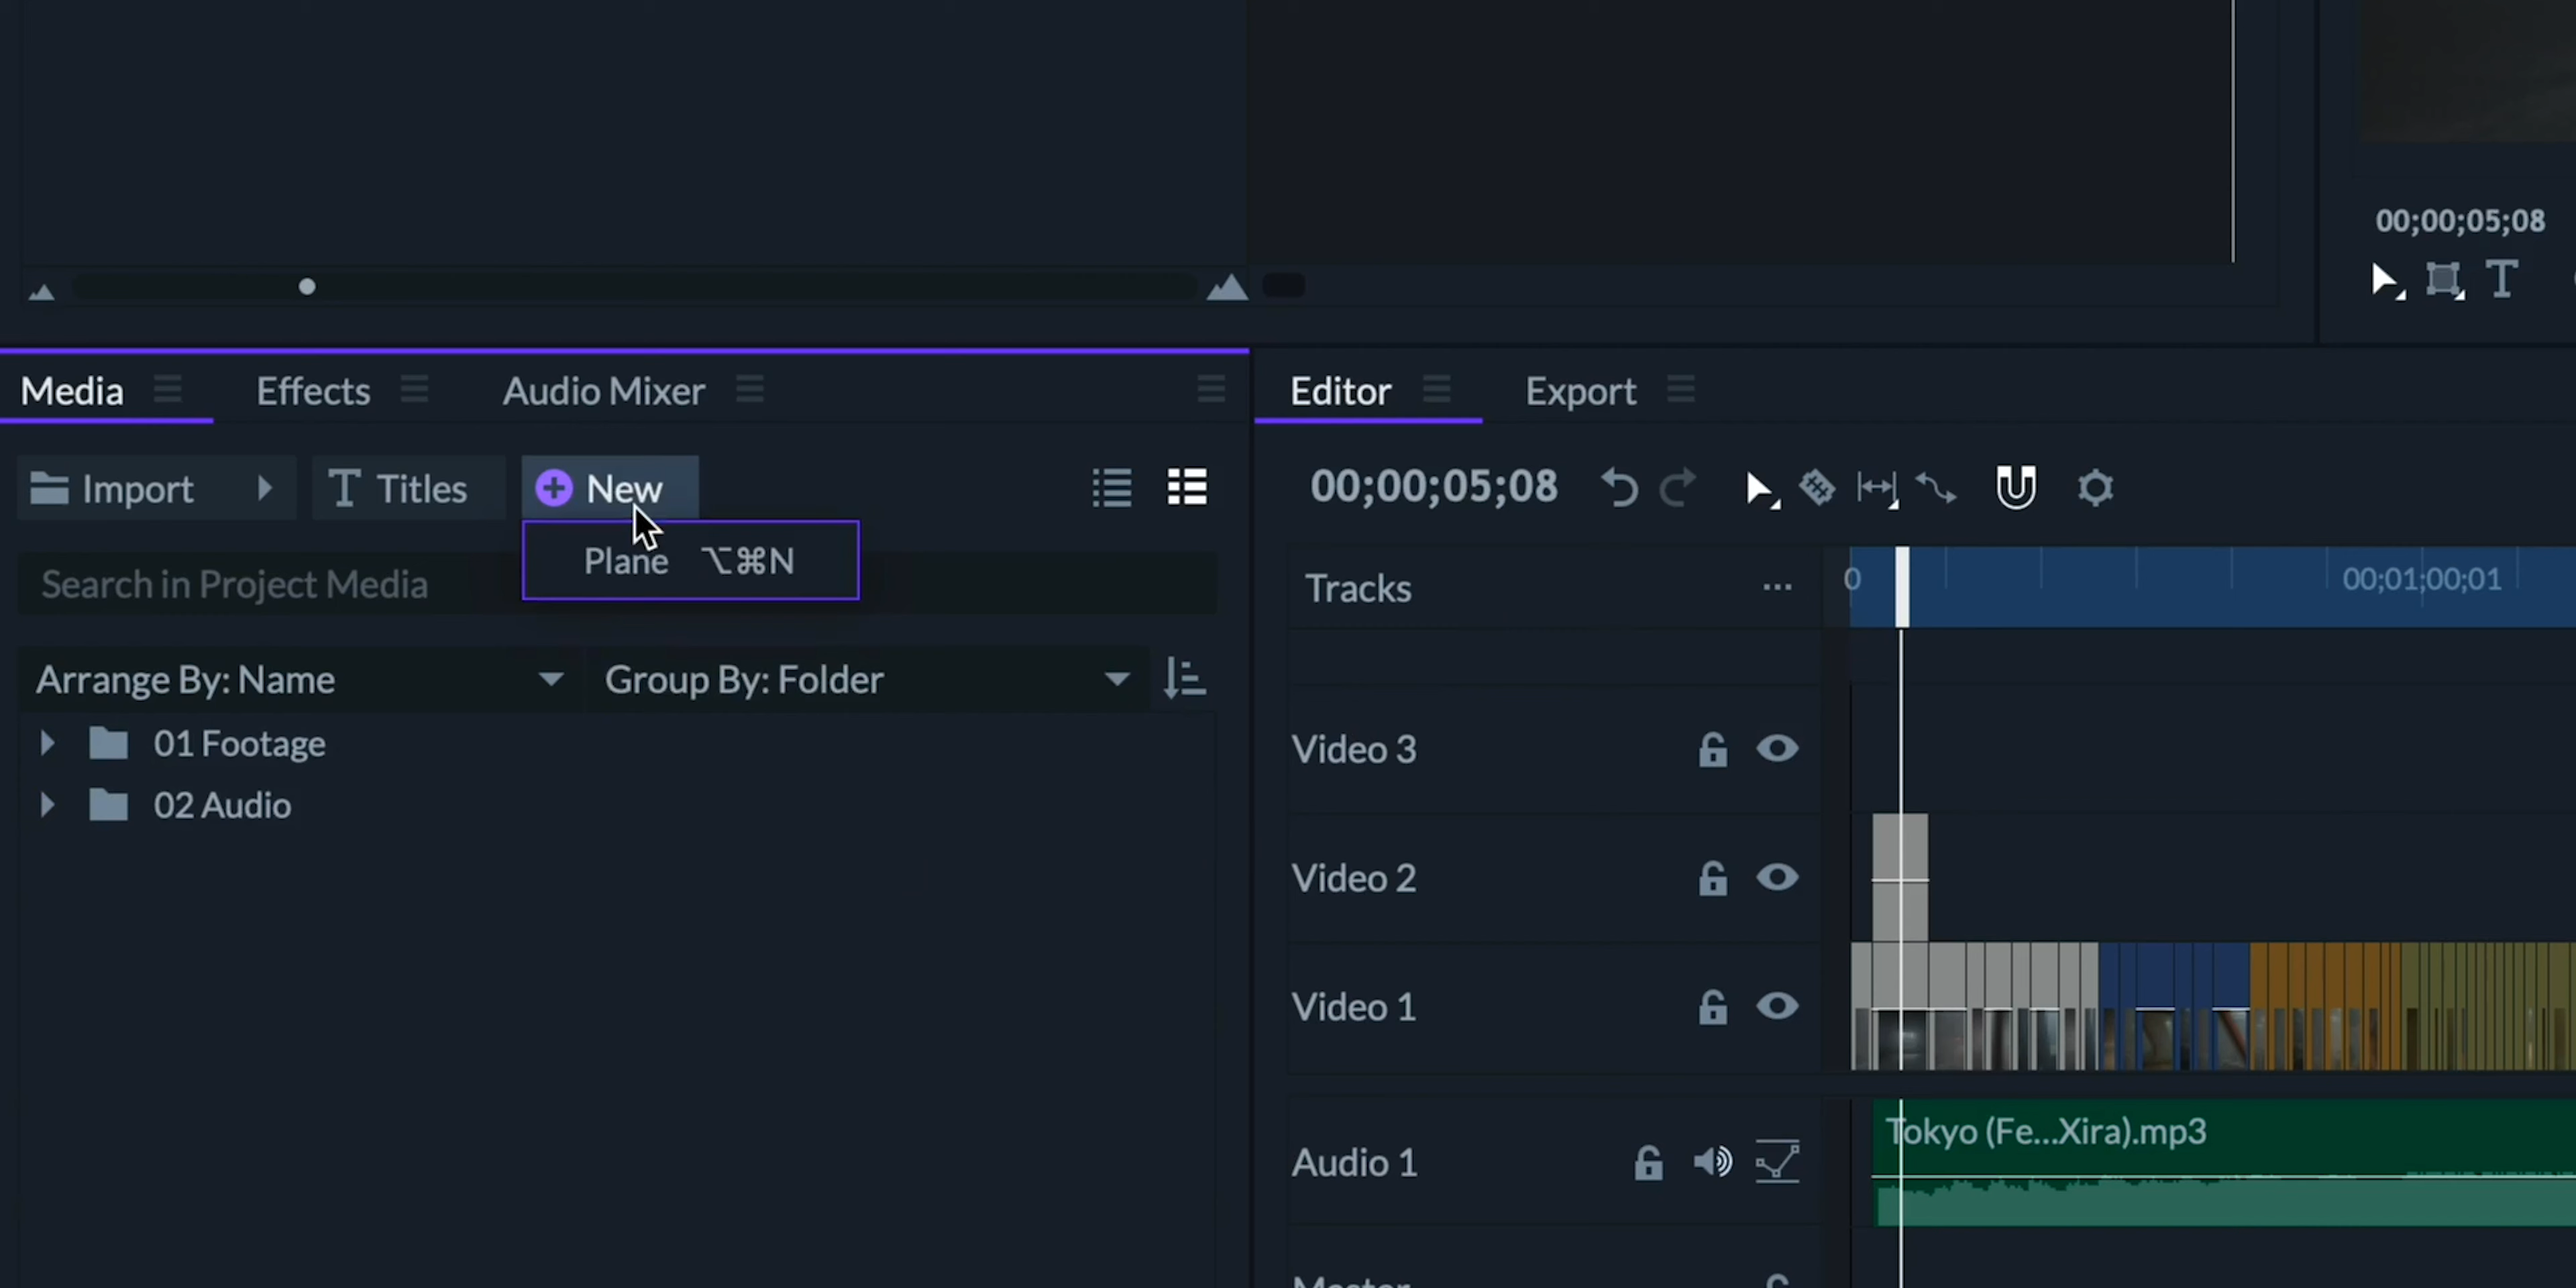 00;00;05;08
Media
Effects
Audio Mixer
Editor
Export
Import
Titles
New
00;00;05;08
Plane ⌥⌘N
Search in Project Media
Tracks
0
00;01;00;01
Arrange By: Name
Group By: Folder
01 Footage
02 Audio
Video 3
Video 2
Video 1
Audio 1
Tokyo (Fe...Xira).mp3
Master